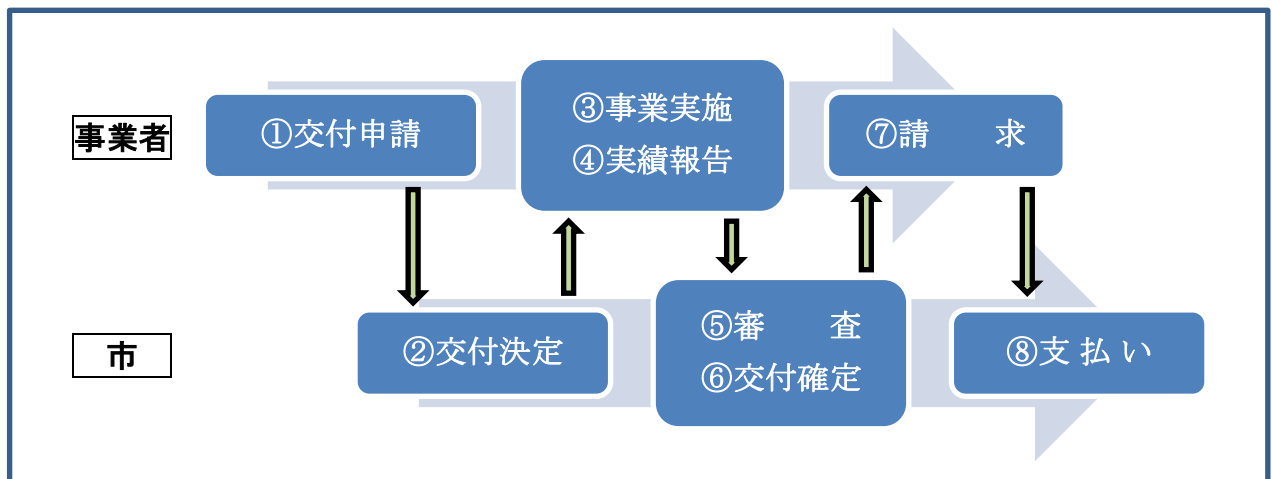 事業者
①交付申請
③事業実施
④実績報告
⑦請　　求
市
②交付決定
⑤審　　査
⑥交付確定
⑧支 払 い